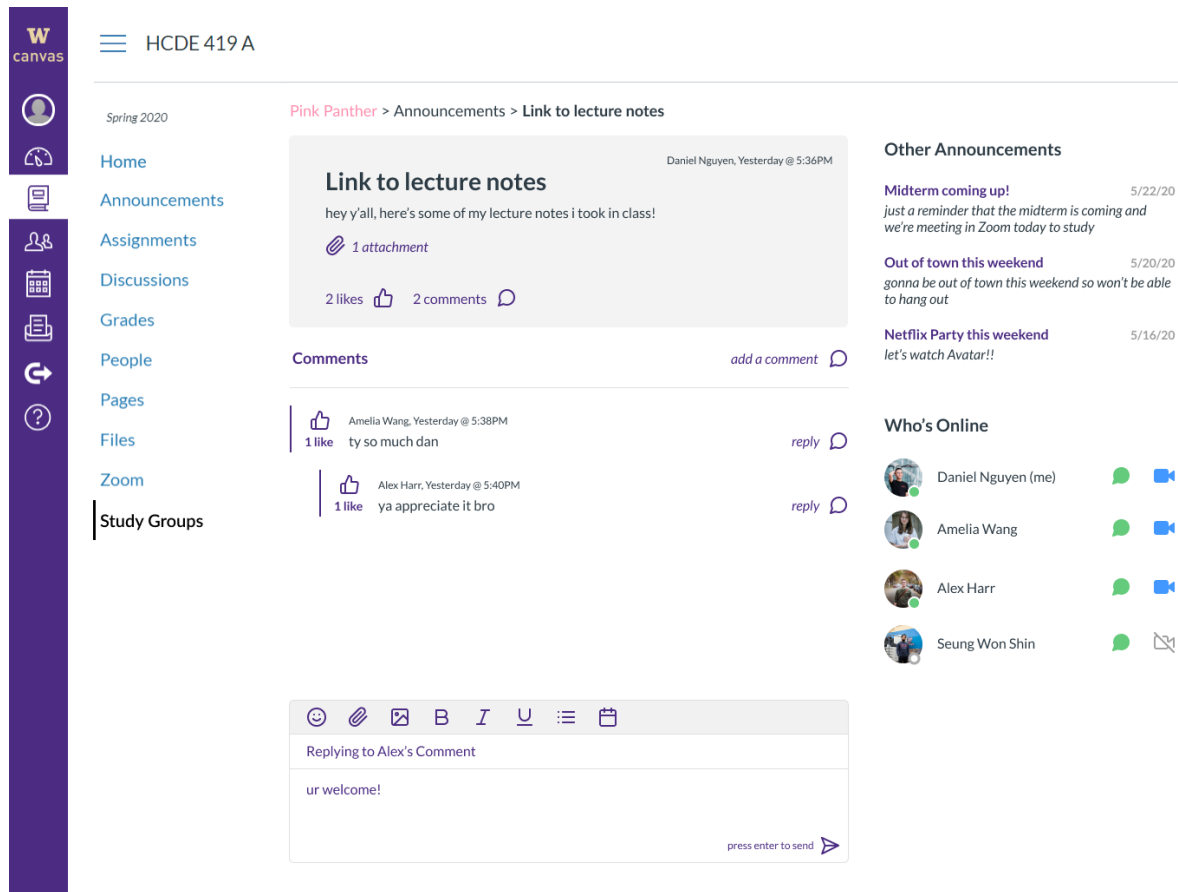 W
canvas
HCDE 419 A
Spring 2020
Home
Announcements
Assignments
Discussions
Grades
People
Pages
Files
Zoom
Study Groups
Pink Panther > Announcements > Link to lecture notes
Daniel Nguyen, Yesterday @ 5:36PM
Link to lecture notes
hey y’all, here’s some of my lecture notes i took in class!
1 attachment
2 likes
2 comments
Comments
add a comment
Amelia Wang, Yesterday @ 5:38PM
1 like
ty so much dan
reply
Alex Harr, Yesterday @ 5:40PM
1 like
ya appreciate it bro
reply
B I U
Replying to Alex’s Comment
ur welcome!
press enter to send
Other Announcements
Midterm coming up!
5/22/20
just a reminder that the midterm is coming and
we’re meeting in Zoom today to study
Out of town this weekend
5/20/20
gonna be out of town this weekend so won’t be able
to hang out
Netflix Party this weekend
5/16/20
let’s watch Avatar!!
Who’s Online
Daniel Nguyen (me)
Amelia Wang
Alex Harr
Seung Won Shin